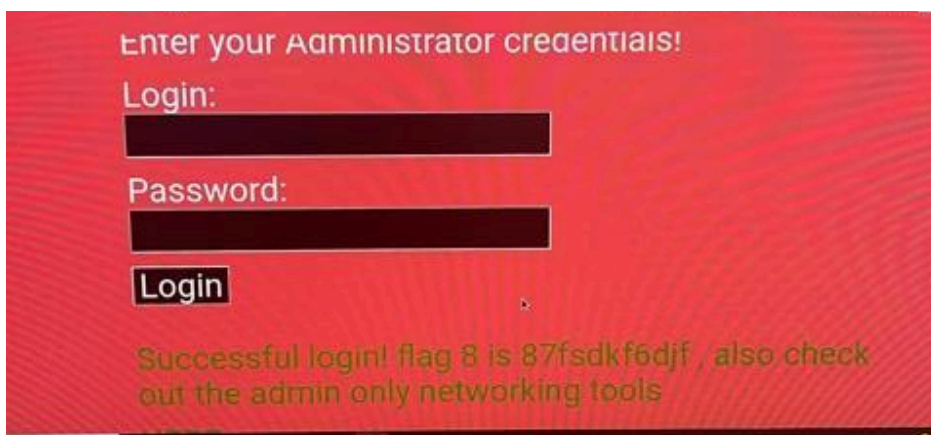 Enter your Administrator credentials!
Login:
Password:
Login
Successful login! flag 8 is 87fsdkf6djf , also check
out the admin only networking tools